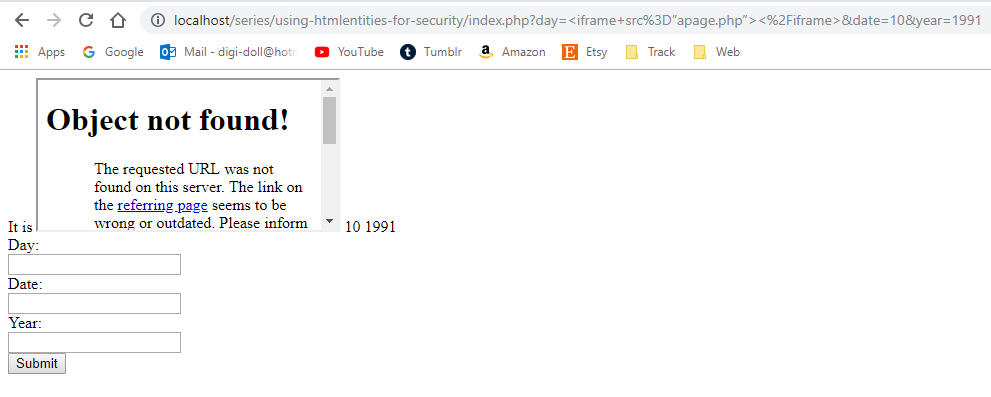 localhost/series/using-htmlentities-for-security/index.php?day=<iframe+src%3D”apage.php”><%2Fiframe>&date=10&year=1991
Apps Google Mail - digi-doll@hotm YouTube Tumblr Amazon Etsy Track Web
Object not found!
The requested URL was not
found on this server. The link on
the referring page seems to be
wrong or outdated. Please inform
It is 10 1991
Day:
Date:
Year:
Submit